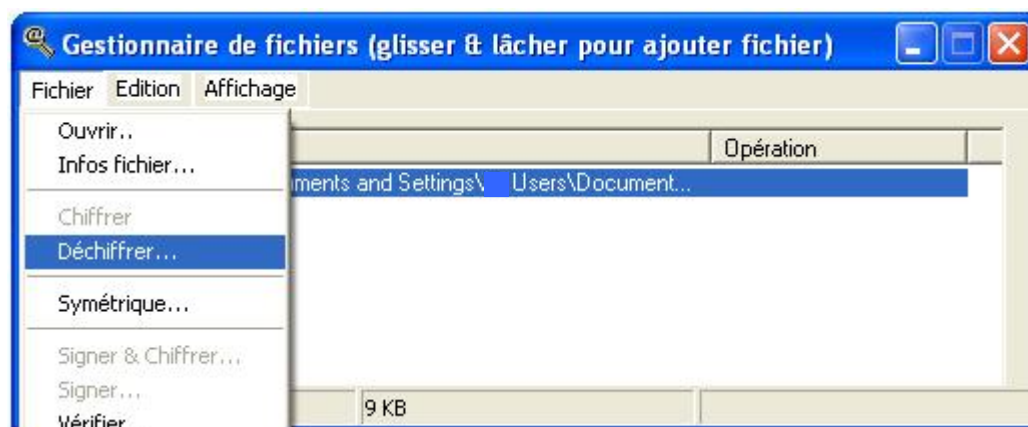 Gestionnaire de fichiers (glisser & lâcher pour ajouter fichier)
Fichier Edition Affichage
Ouvrir..
Infos fichier...
Opération
ments and Settings\ Users\Document...
Chiffrer
Déchiffrer...
Symétrique...
Signer & Chiffrer...
Signer...
9 KB
Vérifier